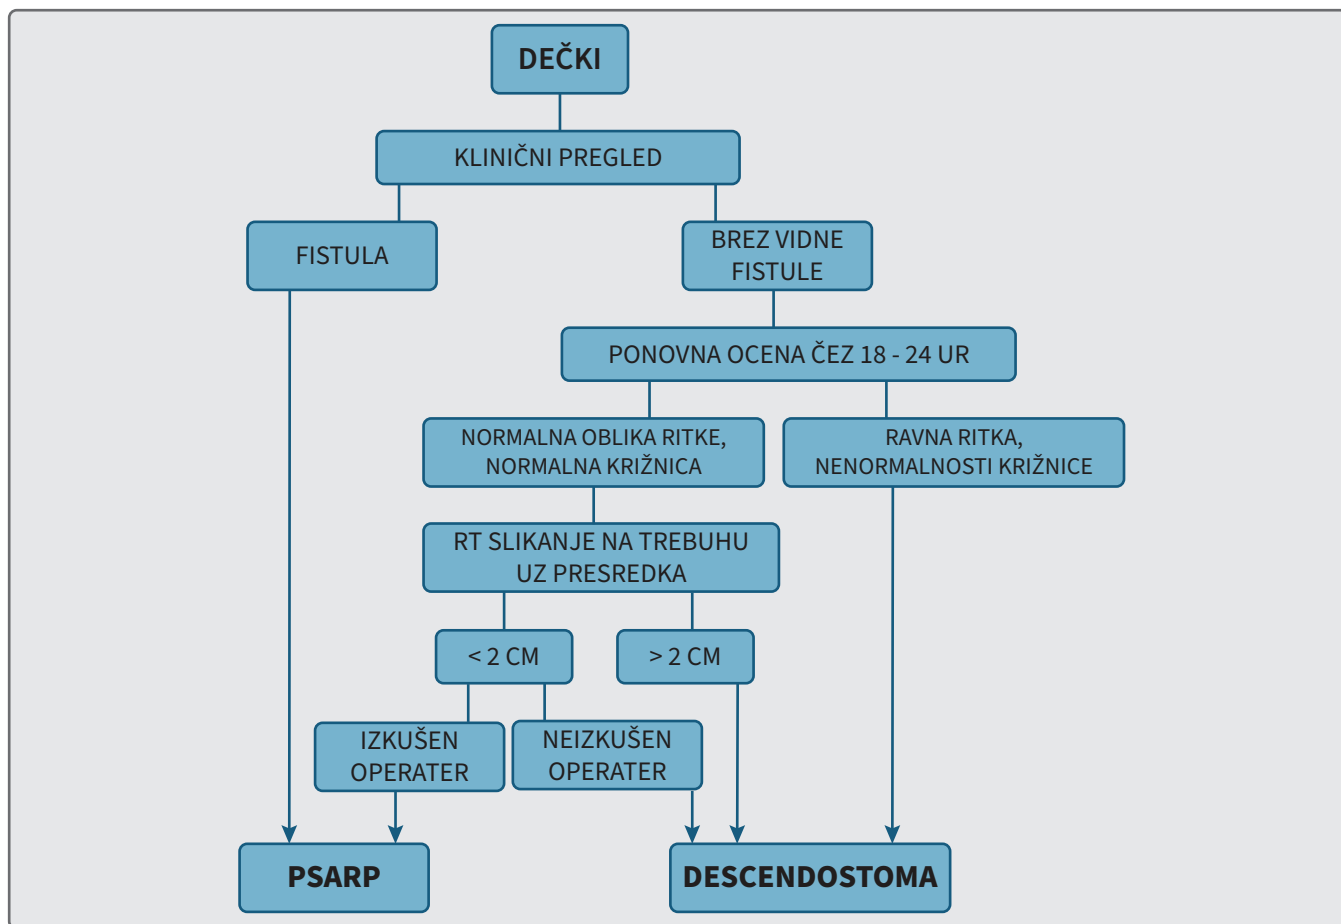 DEČKI
KLINIČNI PREGLED
FISTULA
BREZ VIDNE
FISTULE
PONOVNA OCENA ČEZ 18 - 24 UR
NORMALNA OBLIKA RITKE,
NORMALNA KRIŽNICA
RAVNA RITKA,
NENORMALNOSTI KRIŽNICE
RT SLIKANJE NA TREBUHU
UZ PRESREDKA
< 2 CM
> 2 CM
IZKUŠEN
OPERATER
NEIZKUŠEN
OPERATER
PSARP
DESCENDOSTOMA